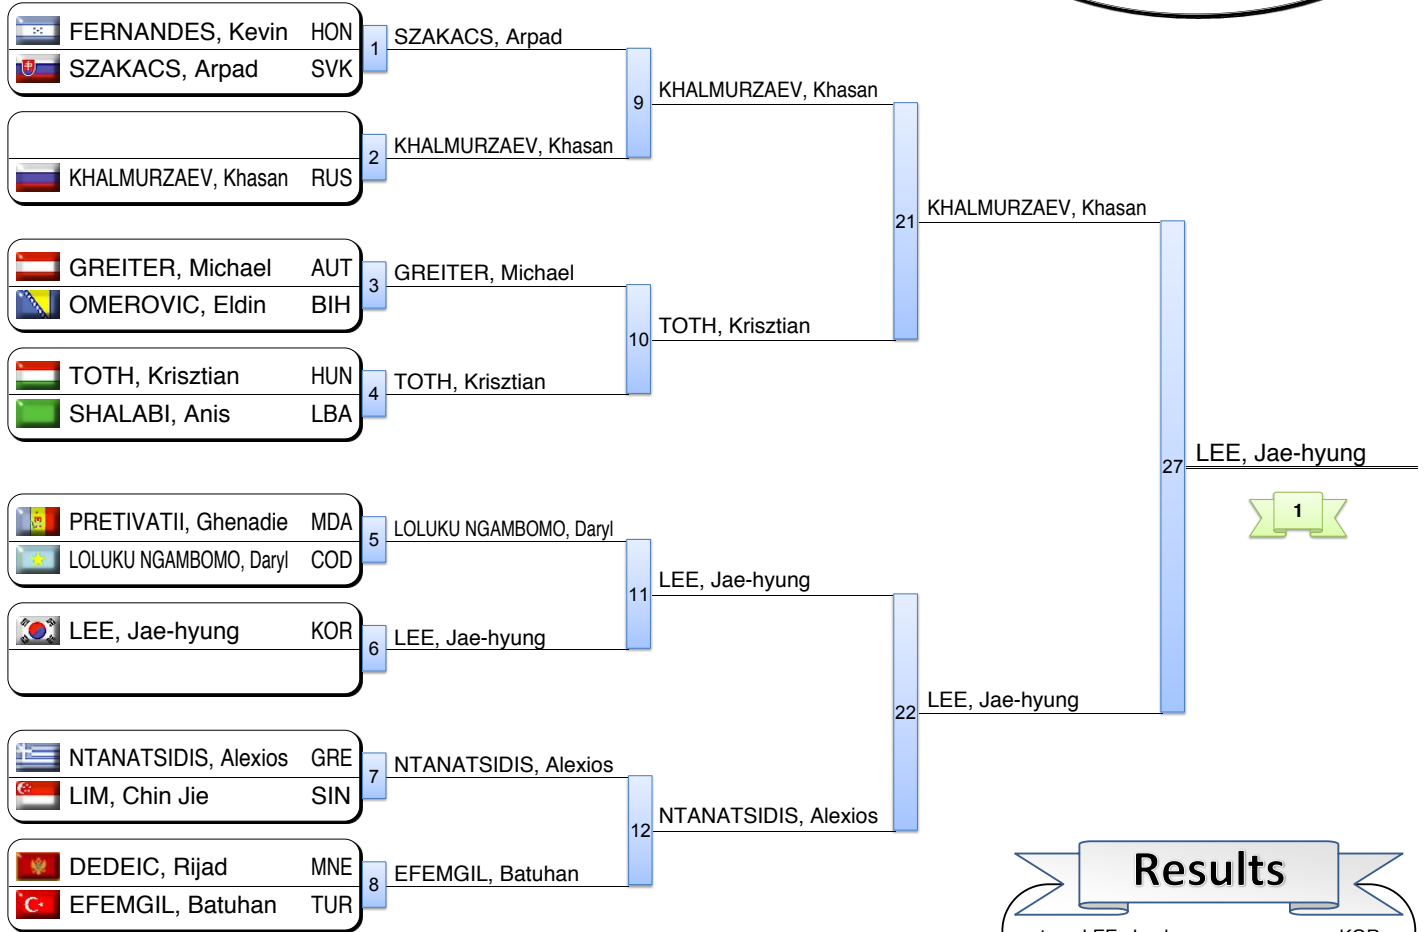 FERNANDES, Kevin HON
SZAKACS, Arpad SVK
1
SZAKACS, Arpad
KHALMURZAEV, Khasan RUS
2
KHALMURZAEV, Khasan
9
KHALMURZAEV, Khasan
GREITER, Michael AUT
OMEROVIC, Eldin BIH
3
GREITER, Michael
TOTH, Krisztian HUN
SHALABI, Anis LBA
4
TOTH, Krisztian
10
TOTH, Krisztian
21
KHALMURZAEV, Khasan
PRETIVATII, Ghenadie MDA
LOLUKU NGAMBOMO, Daryl COD
5
LOLUKU NGAMBOMO, Daryl
LEE, Jae-hyung KOR
6
LEE, Jae-hyung
11
LEE, Jae-hyung
NTANATSIDIS, Alexios GRE
LIM, Chin Jie SIN
7
NTANATSIDIS, Alexios
DEDEIC, Rijad MNE
EFEMGIL, Batuhan TUR
8
EFEMGIL, Batuhan
12
NTANATSIDIS, Alexios
22
LEE, Jae-hyung
27
LEE, Jae-hyung
1
Results